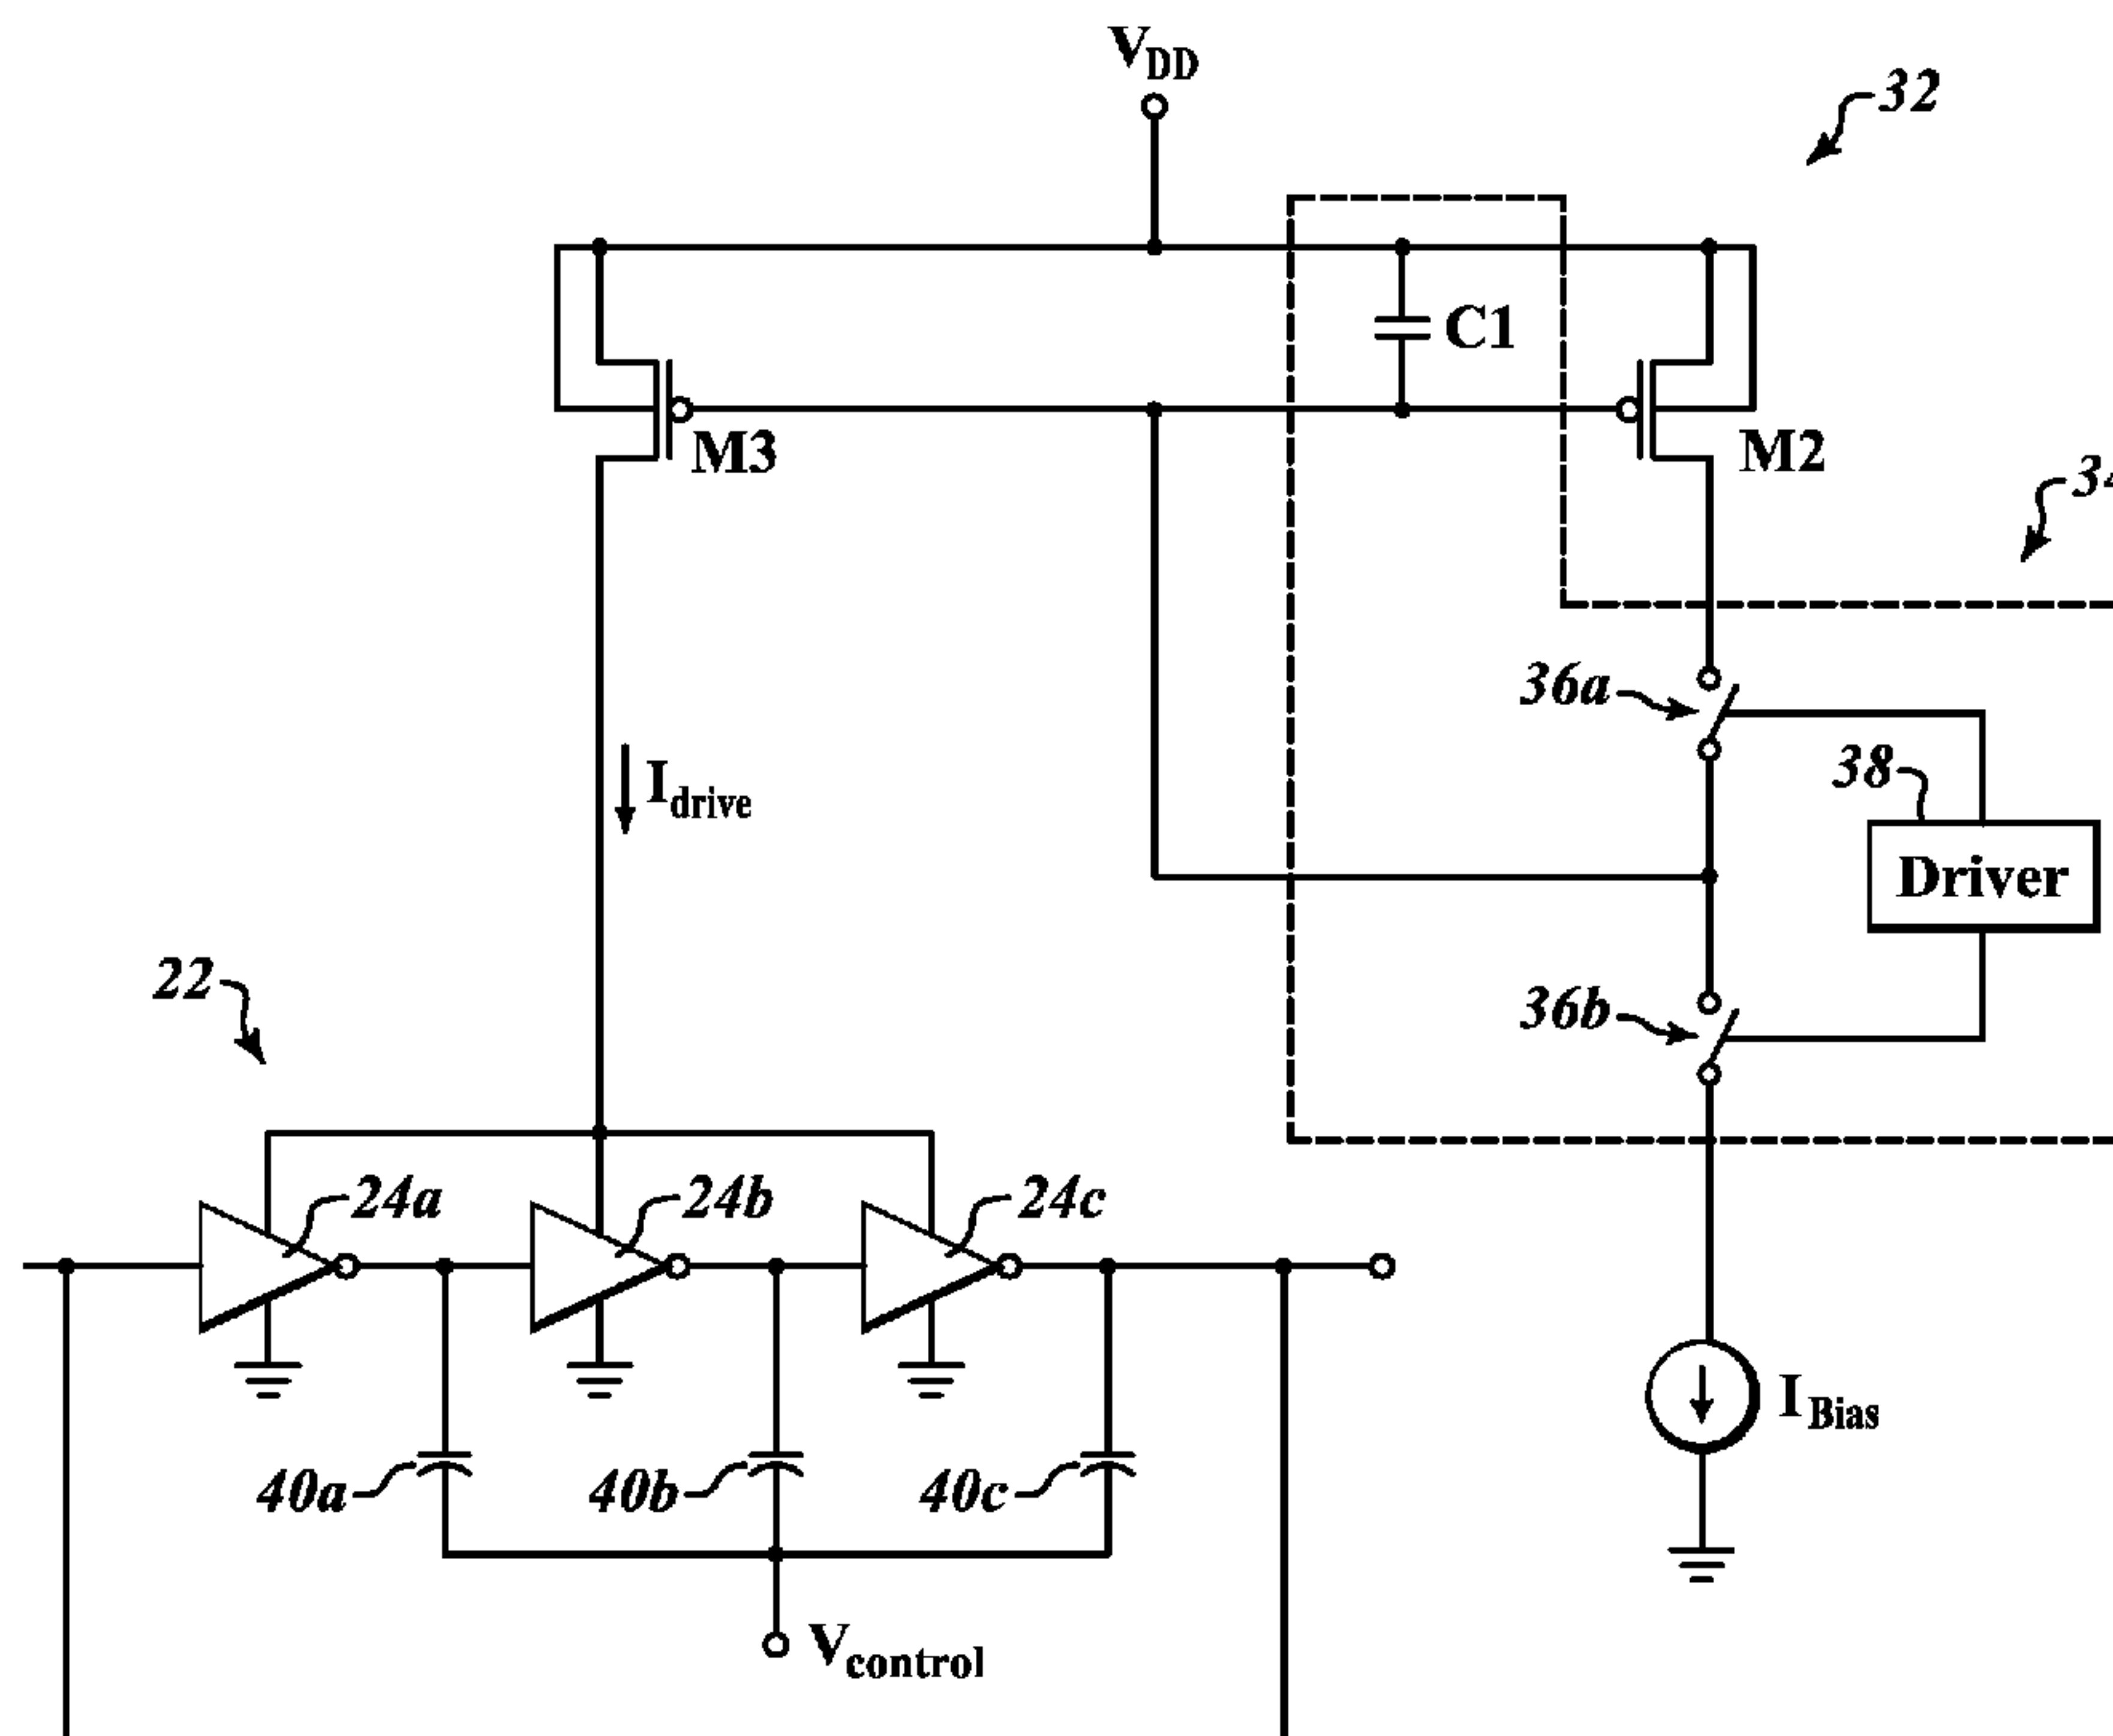 VDD
32
C1
M3
M2
36a
38
Idrive
Driver
22
36b
24a
24b
24c
IBias
40a
40b
40c
Vcontrol